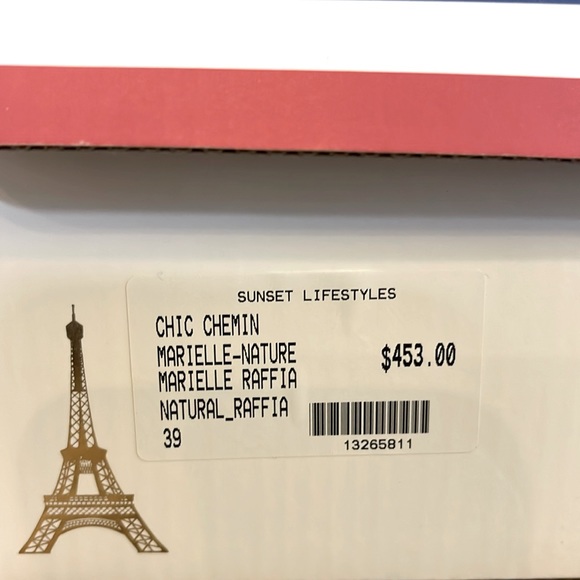 SUNSET LIFESTYLES
CHIC CHEMIN
MARIELLE-NATURE
MARIELLE RAFFIA
$453.00
NATURAL_RAFFIA
39
13265811